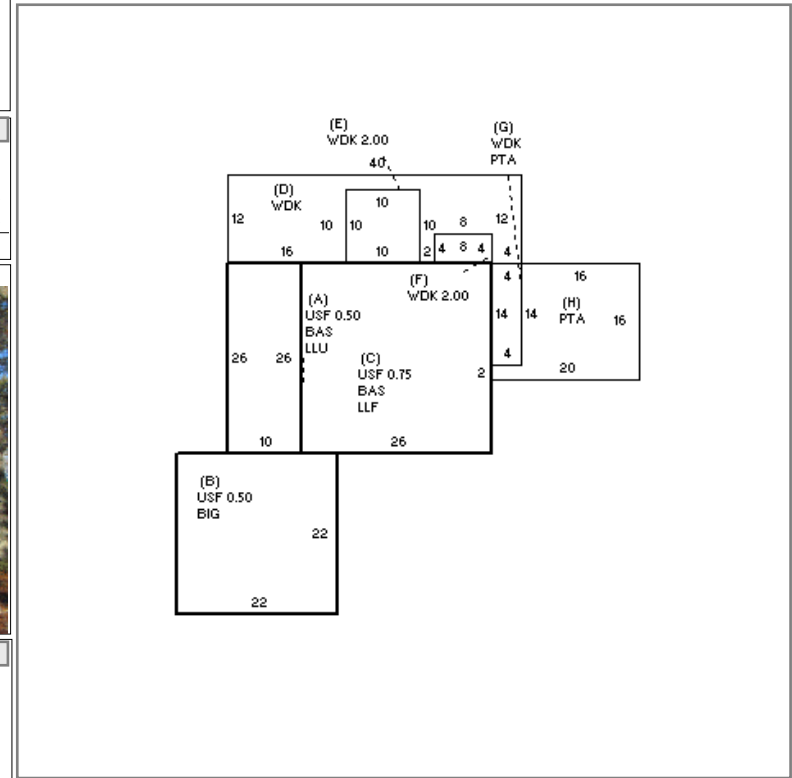 (E)
WDK 2.00
40
(G)
WDK
PTA
(D)
WDK
10
12
10
10
10
8
12
16
10
2
4
8
4
4
(F)
WDK 2.00
4
16
(A)
USF 0.50
BAS
LLU
(H)
PTA
14
14
16
26
26
(C)
USF 0.75
BAS
LLF
4
2
20
10
26
(B)
USF 0.50
BIG
22
22